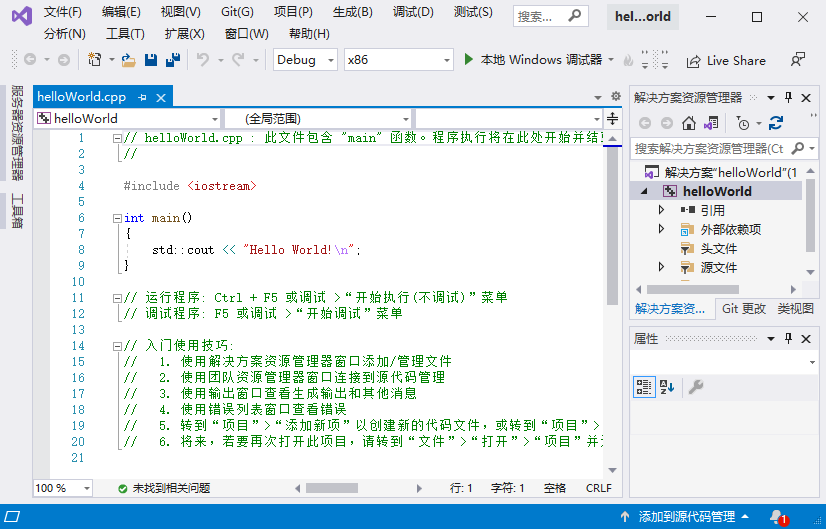 文件(F) 编辑(E) 视图(V) Git(G) 项目(P) 生成(B) 调试(D) 测试(S) 搜索... hel...orld
分析(N) 工具(T) 扩展(X) 窗口(W) 帮助(H)
Debug x86 本地 Windows 调试器 Live Share
服务器资源管理器
工具箱
helloWorld.cpp
helloWorld (全局范围)
1 // helloWorld.cpp : 此文件包含 "main" 函数。程序执行将在此处开始并结
2 //
3
4 #include <iostream>
5
6 int main()
7 {
8 std::cout << "Hello World!\n";
9 }
10
11 // 运行程序: Ctrl + F5 或调试 >“开始执行(不调试)”菜单
12 // 调试程序: F5 或调试 >“开始调试”菜单
13
14 // 入门使用技巧:
15 // 1. 使用解决方案资源管理器窗口添加/管理文件
16 // 2. 使用团队资源管理器窗口连接到源代码管理
17 // 3. 使用输出窗口查看生成输出和其他消息
18 // 4. 使用错误列表窗口查看错误
19 // 5. 转到“项目”>“添加新项”以创建新的代码文件，或转到“项目”>
20 // 6. 将来，若要再次打开此项目，请转到“文件”>“打开”>“项目”并
21
100 % 未找到相关问题 行: 1 字符: 1 空格 CRLF
解决方案资源管理器
搜索解决方案资源管理器(Ct
解决方案"helloWorld"(1
helloWorld
引用
外部依赖项
头文件
源文件
解决方案资... Git 更改 类视图
属性
添加到源代码管理 1